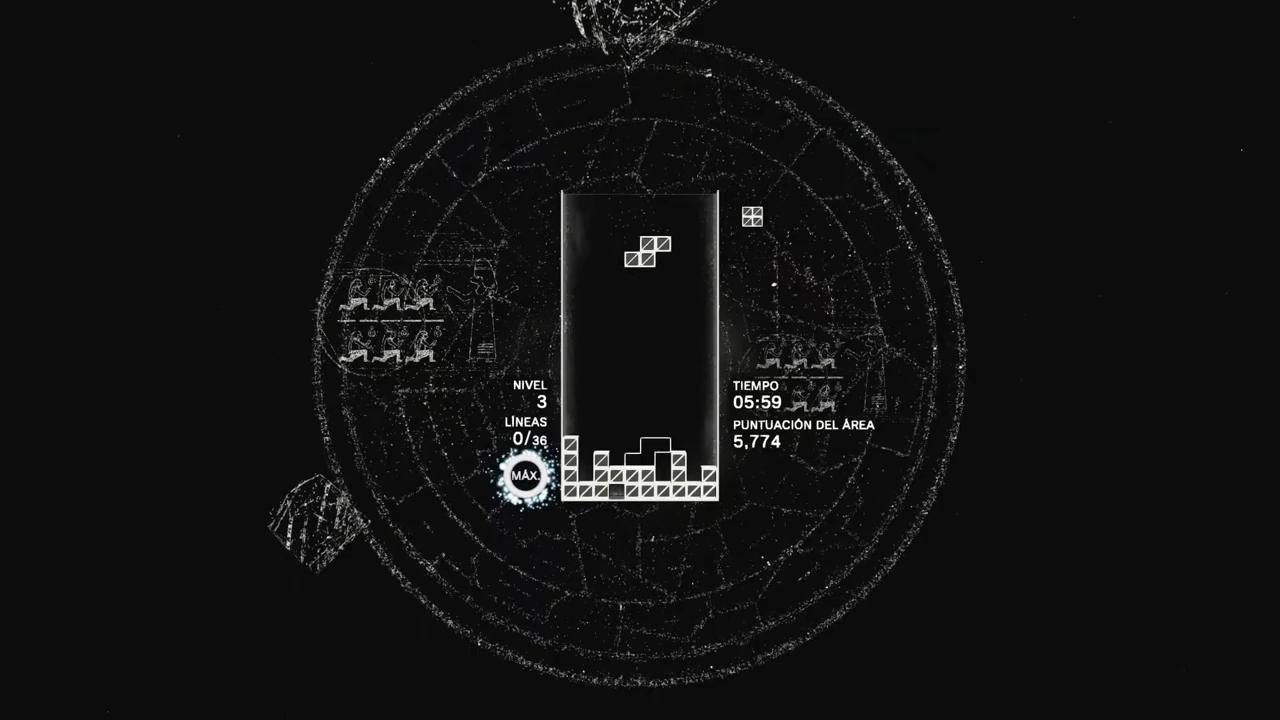 NIVEL
3
LÍNEAS
0/36
MÁX.
TIEMPO
05:59
PUNTUACIÓN DEL ÁREA
5,774